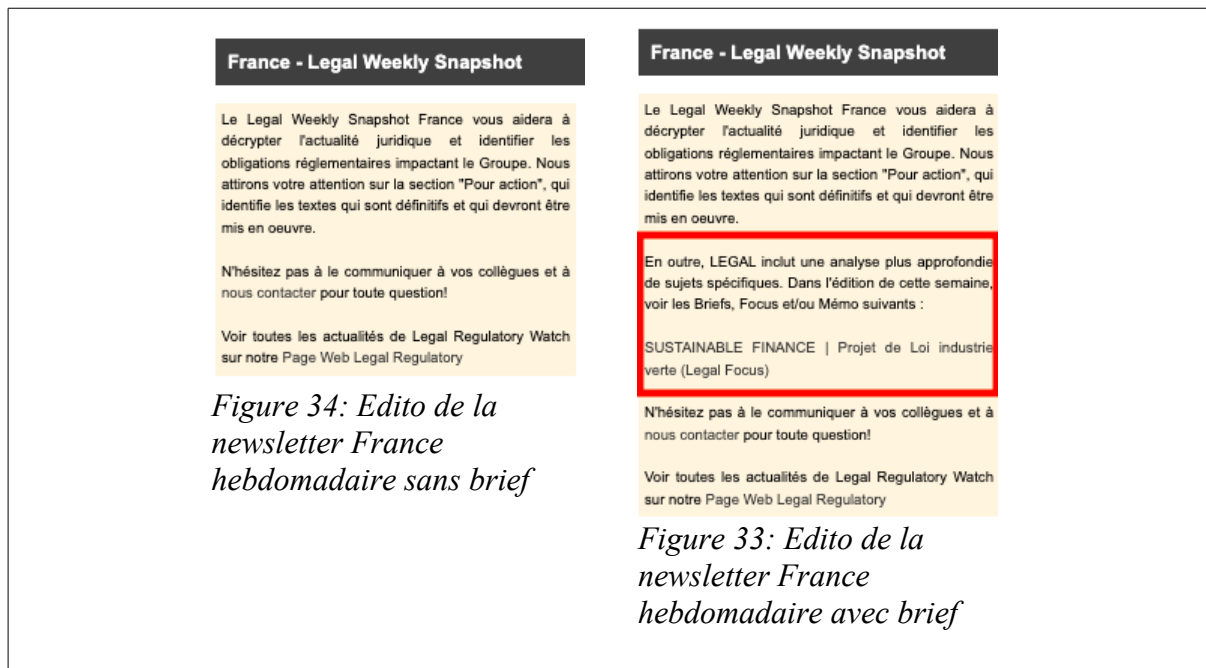 France - Legal Weekly Snapshot
Le Legal Weekly Snapshot France vous aidera à
décrypter l'actualité juridique et identifier les
obligations réglementaires impactant le Groupe. Nous
attirons votre attention sur la section "Pour action", qui
identifie les textes qui sont définitifs et qui devront être
mis en oeuvre.
N'hésitez pas à le communiquer à vos collègues et à
nous contacter pour toute question!
Voir toutes les actualités de Legal Regulatory Watch
sur notre Page Web Legal Regulatory
Figure 34: Edito de la
newsletter France
hebdomadaire sans brief
France - Legal Weekly Snapshot
Le Legal Weekly Snapshot France vous aidera à
décrypter l'actualité juridique et identifier les
obligations réglementaires impactant le Groupe. Nous
attirons votre attention sur la section "Pour action", qui
identifie les textes qui sont définitifs et qui devront être
mis en oeuvre.
En outre, LEGAL inclut une analyse plus approfondie
de sujets spécifiques. Dans l'édition de cette semaine,
voir les Briefs, Focus et/ou Mémo suivants :
SUSTAINABLE FINANCE | Projet de Loi industrie
verte (Legal Focus)
N'hésitez pas à le communiquer à vos collègues et à
nous contacter pour toute question!
Voir toutes les actualités de Legal Regulatory Watch
sur notre Page Web Legal Regulatory
Figure 33: Edito de la
newsletter France
hebdomadaire avec brief